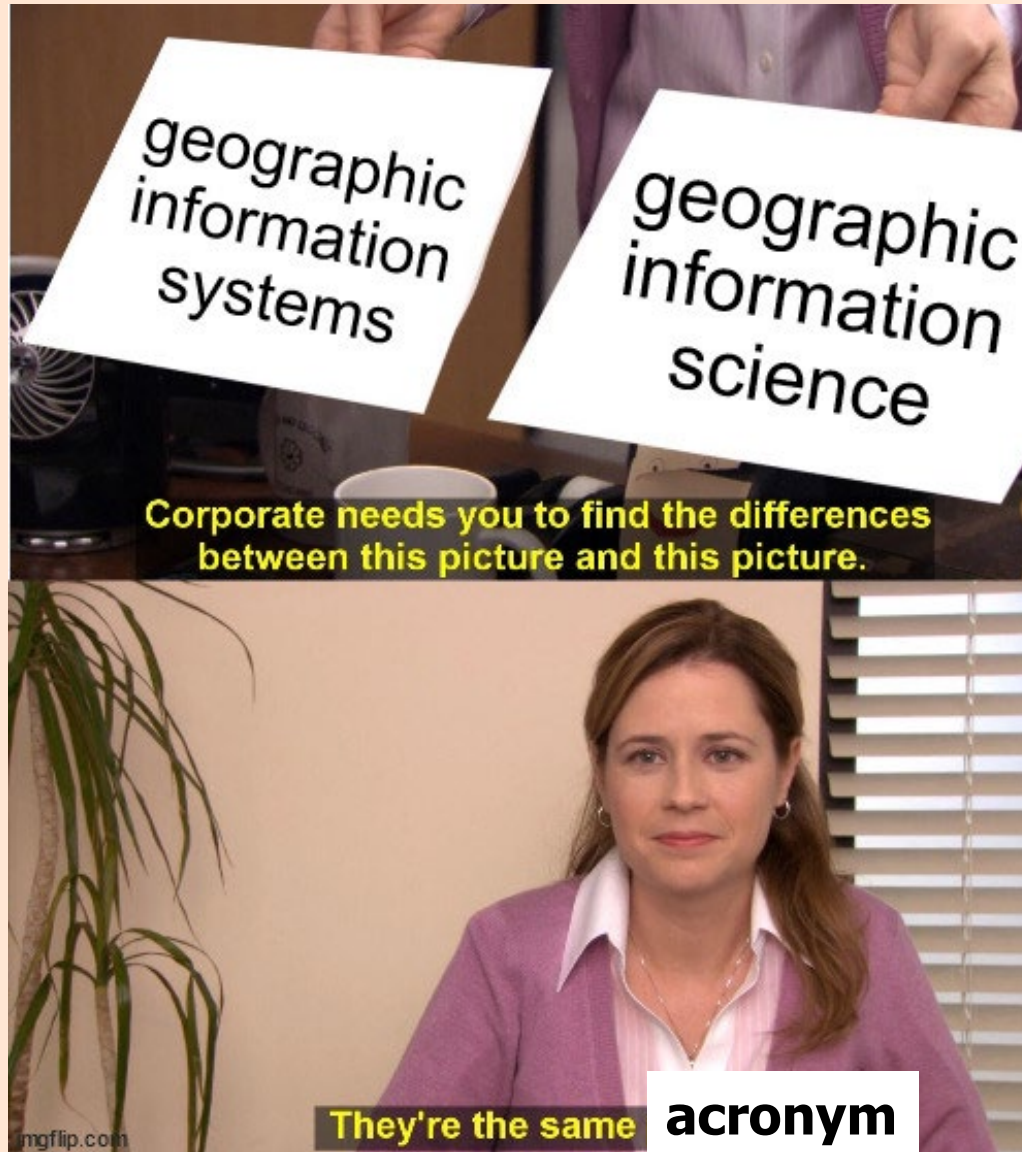 geographic
information
systems
geographic
information
science
Corporate needs you to find the differences
between this picture and this picture.
They're the same acronym
imgflip.com